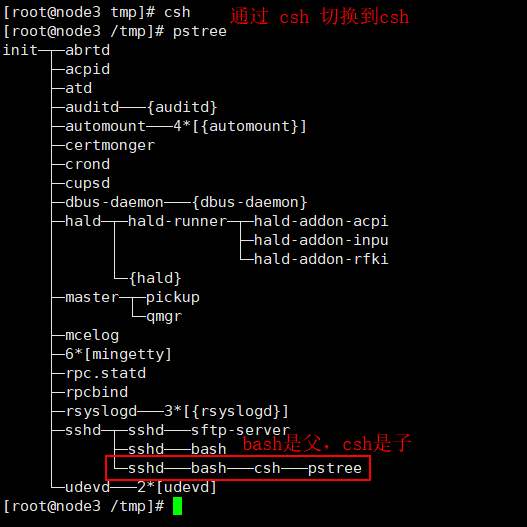 [root@node3 tmp]# csh 通过 csh 切换到csh
[root@node3 /tmp]# pstree
init─┬─abrtd
     ├─acpid
     ├─atd
     ├─auditd───{auditd}
     ├─automount───4*[{automount}]
     ├─certmonger
     ├─crond
     ├─cupsd
     ├─dbus-daemon───{dbus-daemon}
     ├─hald─┬─hald-runner─┬─hald-addon-acpi
     │      │             ├─hald-addon-inpu
     │      │             └─hald-addon-rfki
     │      └─{hald}
     ├─master─┬─pickup
     │        └─qmgr
     ├─mcelog
     ├─6*[mingetty]
     ├─rpc.statd
     ├─rpcbind
     ├─rsyslogd───3*[{rsyslogd}]
     ├─sshd─┬─sshd───sftp-server
     │      ├─sshd───bash bash是父，csh是子
     │      └─sshd───bash───csh───pstree
     └─udevd───2*[udevd]
[root@node3 /tmp]#